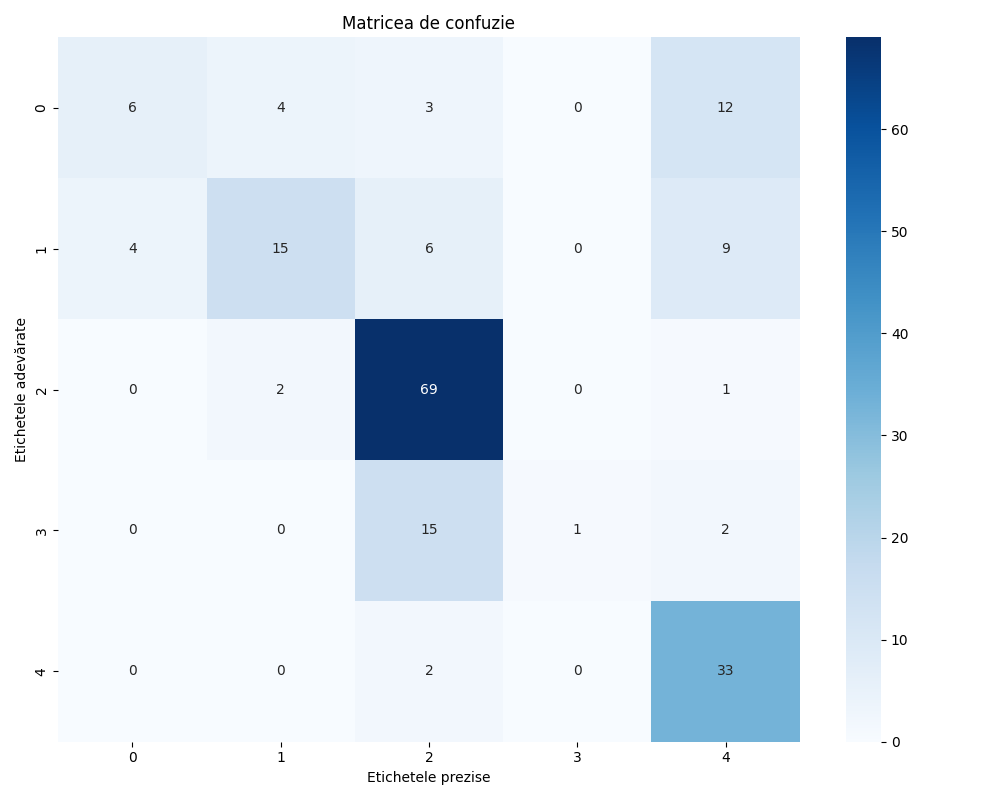 Matricea de confuzie
0 6 4 3 0 12
1 4 15 6 0 9
2 0 2 69 0 1
3 0 0 15 1 2
4 0 0 2 0 33
0 1 2 3 4
Etichetele prezise
Etichetele adevărate
60
50
40
30
20
10
0